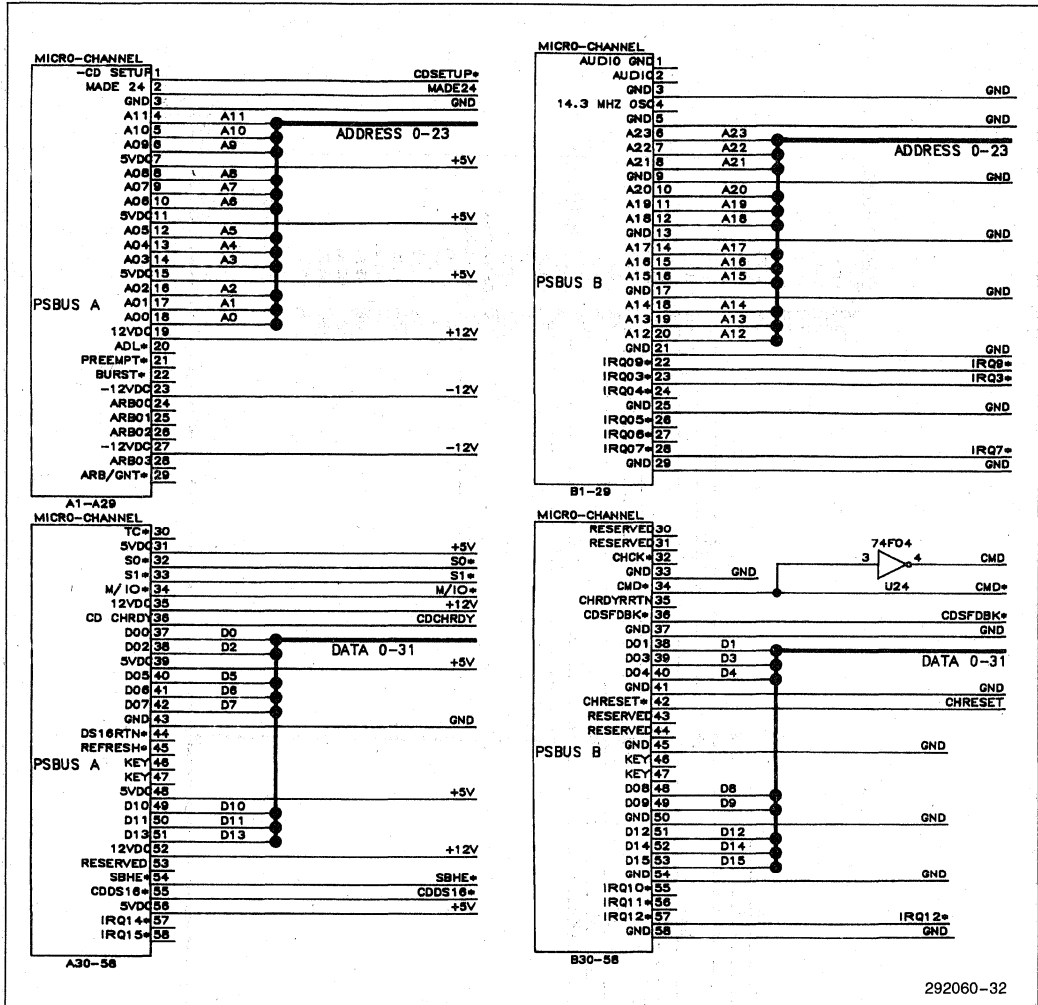 MICRO-CHANNEL
-CD SETUP 1 CDSETUP*
MADE 24 2 MADE24
GND 3 GND
A11 4 A11
ADDRESS 0-23
A10 5 A10
A09 6 A9
5VDC 7 +5V
A08 8 A8
A07 9 A7
A06 10 A6
5VDC 11 +5V
A05 12 A5
A04 13 A4
A03 14 A3
5VDC 15 +5V
A02 16 A2
PSBUS A
A01 17 A1
A00 18 A0
12VDC 19 +12V
ADL* 20
PREEMPT* 21
BURST* 22
-12VDC 23 -12V
ARB00 24
ARB01 25
ARB02 26
-12VDC 27 -12V
ARB03 28
ARB/GNT* 29
A1-A29
MICRO-CHANNEL
AUDIO GND 1
AUDIO 2
GND 3 GND
14.3 MHZ OSC 4
GND 5 GND
A23 6 A23
ADDRESS 0-23
A22 7 A22
A21 8 A21
GND 9 GND
A20 10 A20
A19 11 A19
A18 12 A18
GND 13 GND
A17 14 A17
A16 15 A16
A15 16 A15
PSBUS B
GND 17 GND
A14 18 A14
A13 19 A13
A12 20 A12
GND 21 GND
IRQ09* 22 IRQ9*
IRQ03* 23 IRQ3*
IRQ04* 24
GND 25 GND
IRQ05* 26
IRQ06* 27
IRQ07* 28 IRQ7*
GND 29 GND
B1-29
MICRO-CHANNEL
TC* 30
5VDC 31 +5V
S0* 32 S0*
S1* 33 S1*
M/IO* 34 M/IO*
12VDC 35 +12V
CD CHRDY 36 CDCHRDY
D00 37 D0
DATA 0-31
D02 38 D2
5VDC 39 +5V
D05 40 D5
D06 41 D6
D07 42 D7
GND 43 GND
DS16RTN* 44
REFRESH* 45
PSBUS A
KEY 46
KEY 47
5VDC 48 +5V
D10 49 D10
D11 50 D11
D13 51 D13
12VDC 52 +12V
RESERVED 53
SBHE* 54 SBHE*
CDDS16* 55 CDDS16*
5VDC 56 +5V
IRQ14* 57
IRQ15* 58
A30-58
MICRO-CHANNEL
RESERVED 30
RESERVED 31
74F04
CHCK* 32
3 4 CMD
GND 33 GND
U24
CMD* 34 CMD*
CHRDYRRTN 35
CDSFDBK* 36 CDSFDBK*
GND 37 GND
D01 38 D1
DATA 0-31
D03 39 D3
D04 40 D4
GND 41 GND
CHRESET* 42 CHRESET
RESERVED 43
RESERVED 44
GND 45 GND
PSBUS B
KEY 46
KEY 47
D08 48 D8
D09 49 D9
GND 50 GND
D12 51 D12
D14 52 D14
D15 53 D15
GND 54 GND
IRQ10* 55
IRQ11* 56
IRQ12* 57 IRQ12*
GND 58 GND
B30-58
292060-32